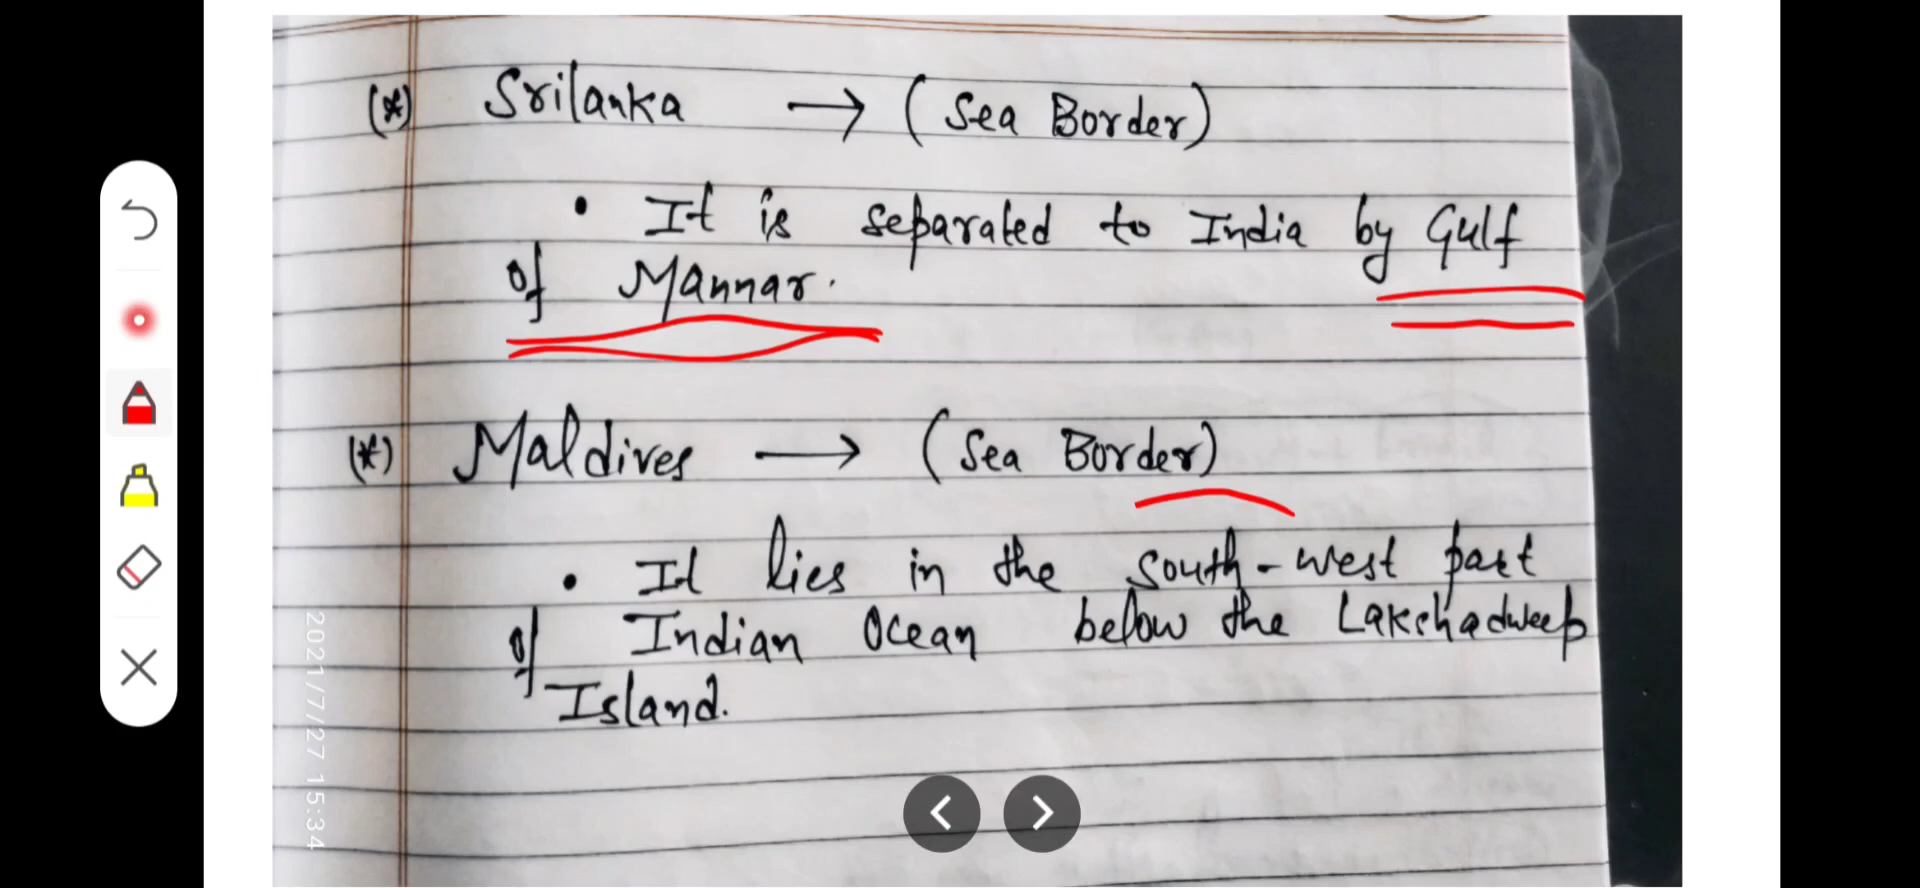 (*) Srilanka → (Sea Border)
• It is separated to India by Gulf
of Mannar.
(*) Maldives → (Sea Border)
• It lies in the south-west part
of Indian Ocean below the Lakshadweep
Island.
2021/7/27 15:34